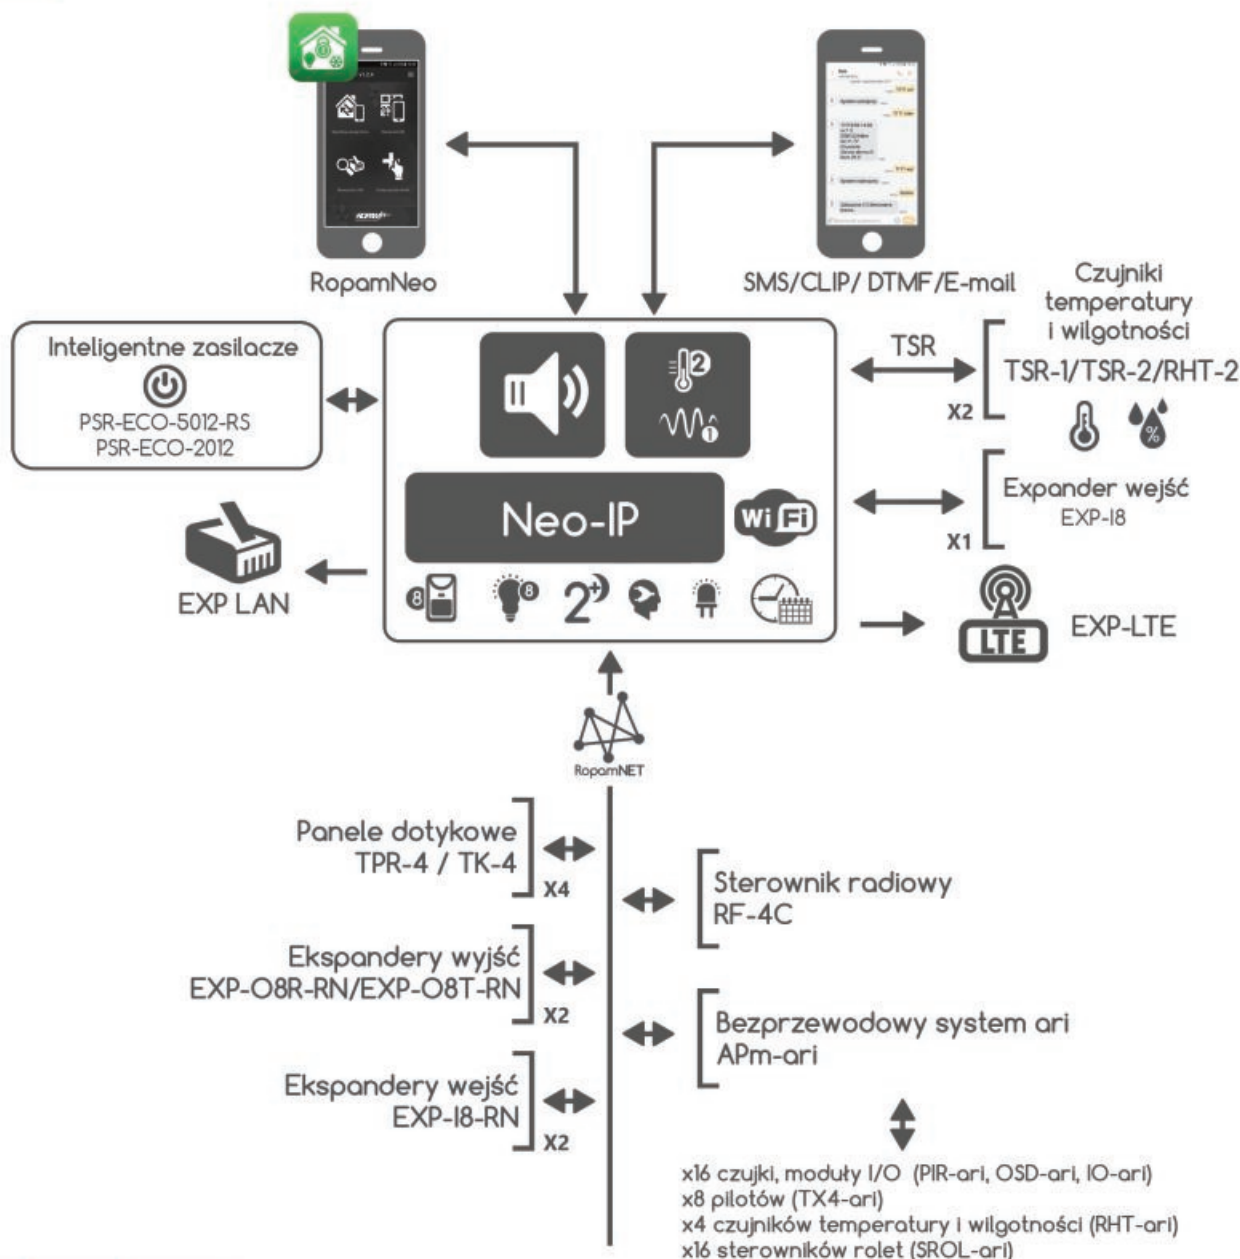 RopamNeo
SMS/CLIP/ DTMF/E-mail
Inteligentne zasilacze
PSR-ECO-5012-RS
PSR-ECO-2012
EXP LAN
2
1
Neo-IP
Wi Fi
8
8
2+
TSR
X2
Czujniki
temperatury
i wilgotności
TSR-1/TSR-2/RHT-2
%
X1
Expander wejść
EXP-I8
LTE
EXP-LTE
RopamNET
Panele dotykowe
TPR-4 / TK-4
X4
Ekspandery wyjść
EXP-O8R-RN/EXP-O8T-RN
X2
Ekspandery wejść
EXP-I8-RN
X2
Sterownik radiowy
RF-4C
Bezprzewodowy system ari
APm-ari
x16 czujki, moduły I/O (PIR-ari, OSD-ari, IO-ari)
x8 pilotów (TX4-ari)
x4 czujników temperatury i wilgotności (RHT-ari)
x16 sterowników rolet (SROL-ari)